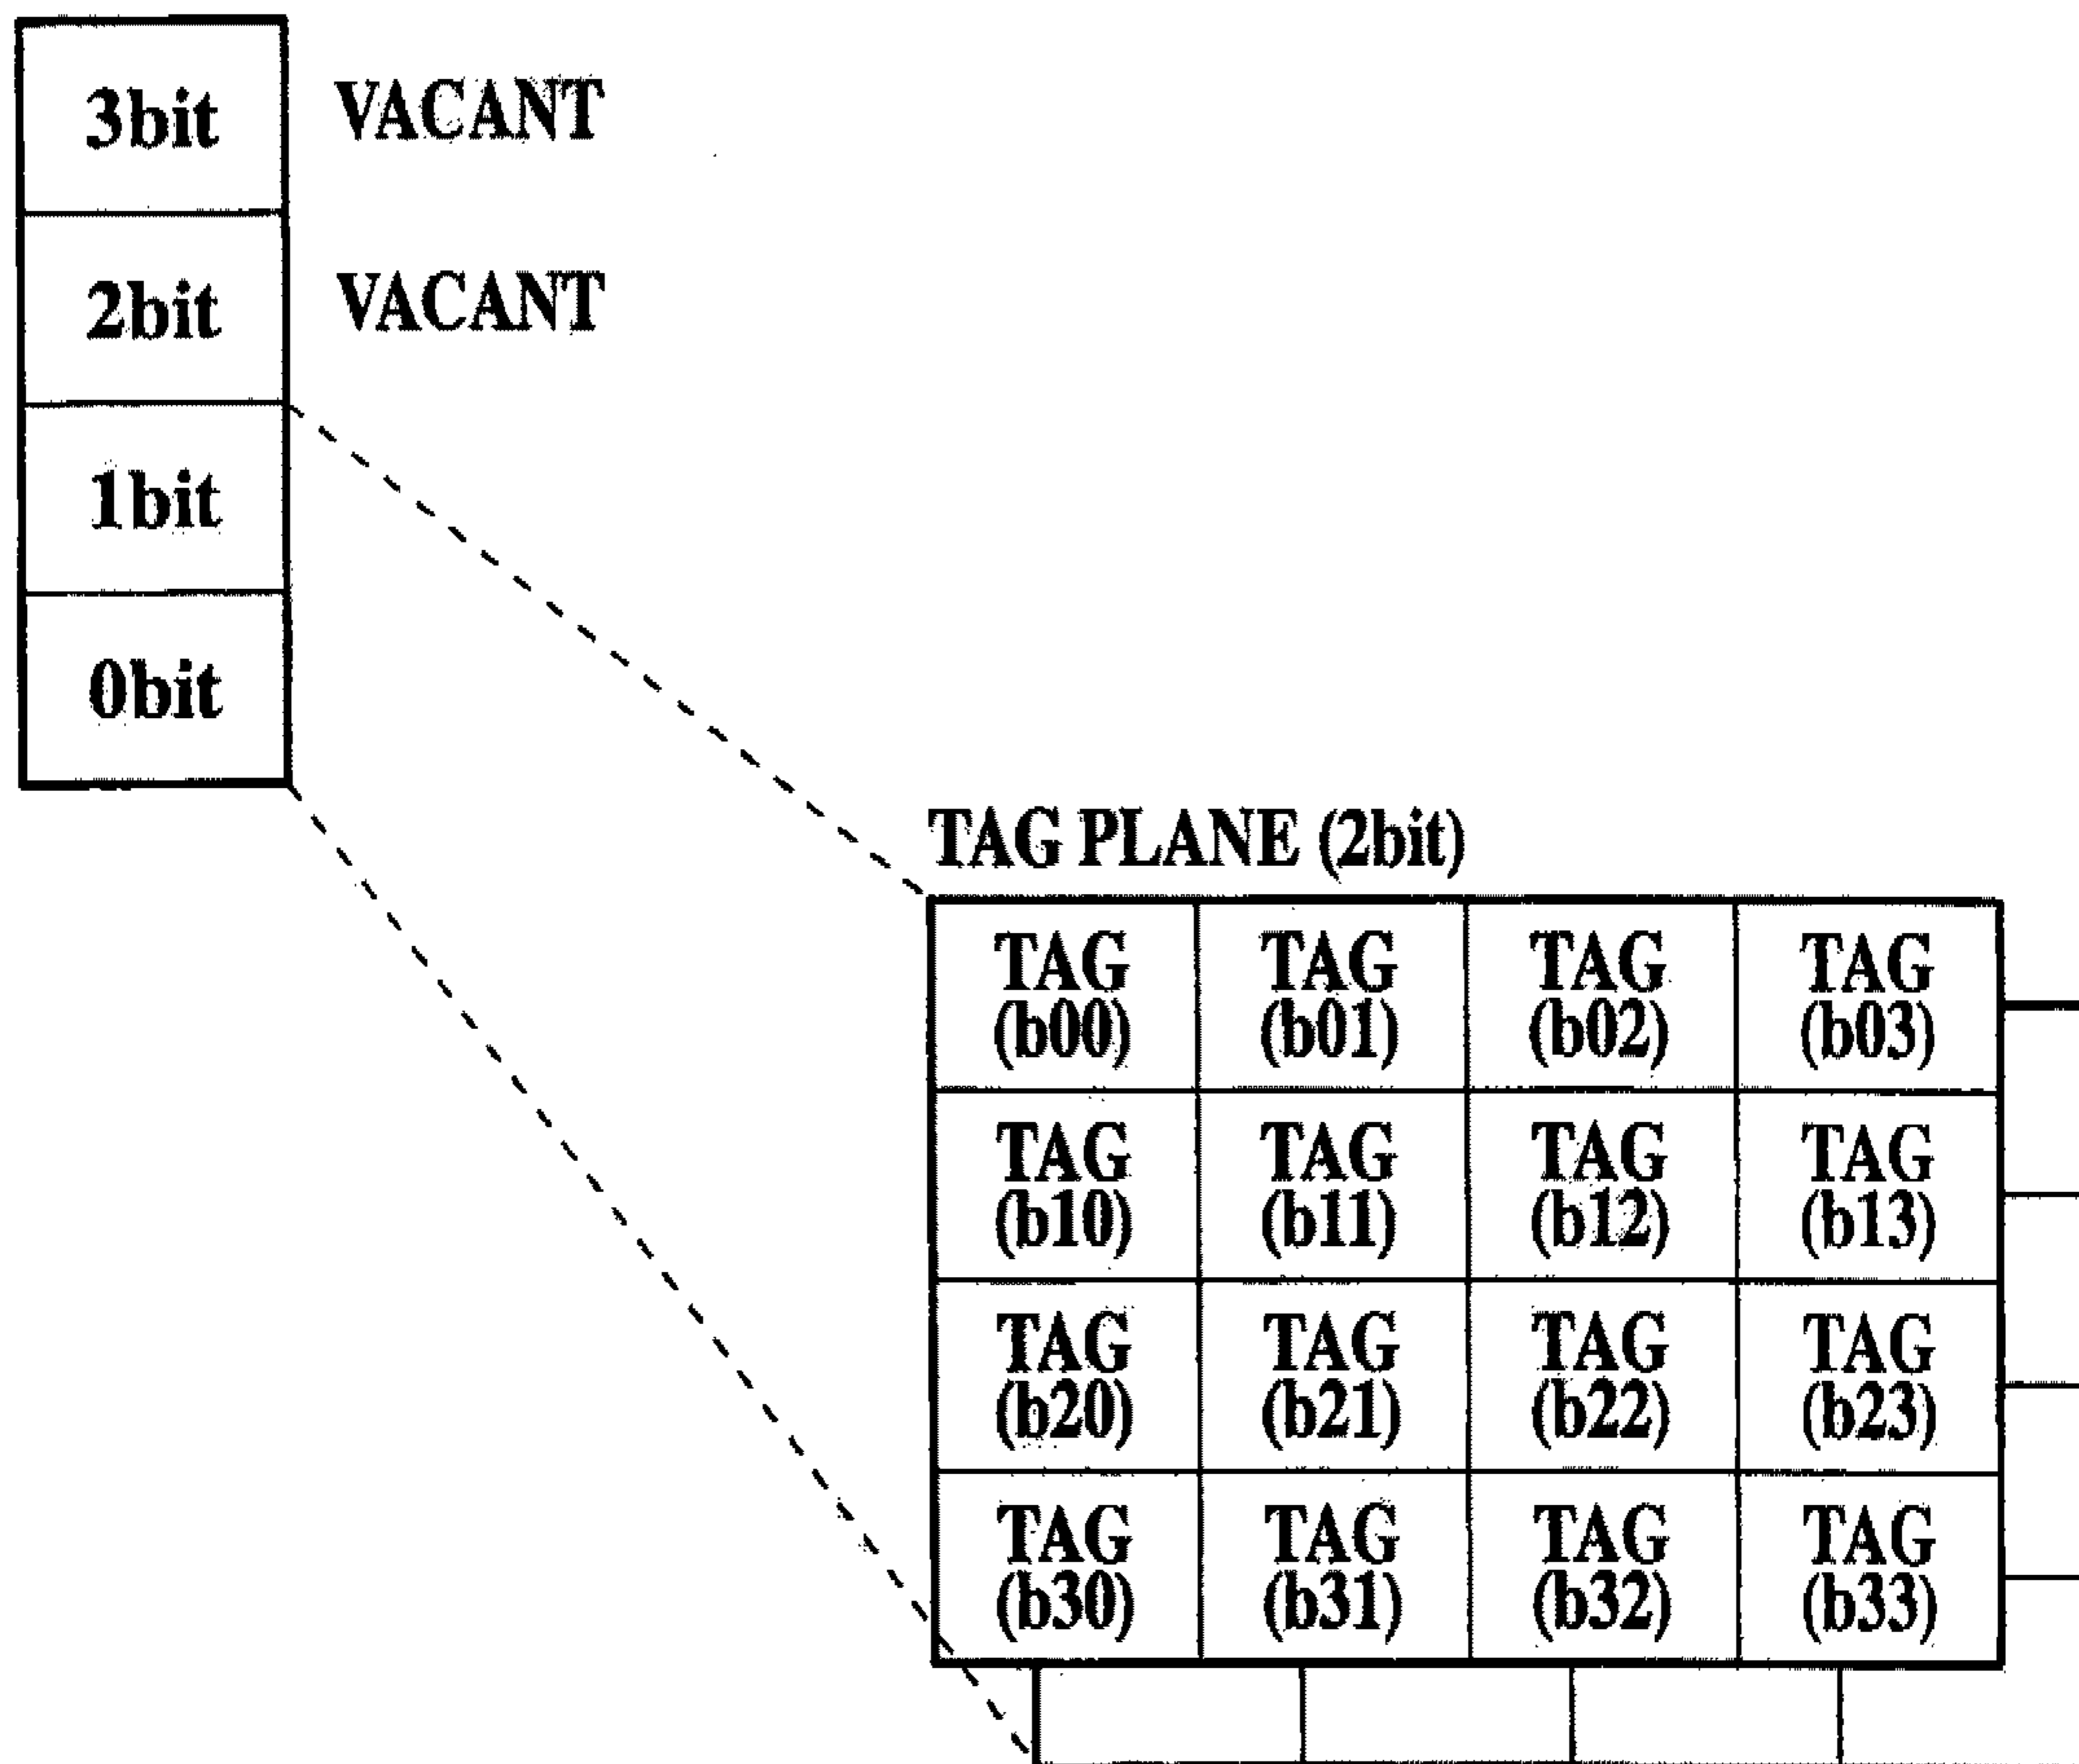 3bit VACANT
2bit VACANT
1bit
0bit
TAG PLANE (2bit)
TAG TAG TAG TAG
(b00) (b01) (b02) (b03)
TAG TAG TAG TAG
(b10) (b11) (b12) (b13)
TAG TAG TAG TAG
(b20) (b21) (b22) (b23)
TAG TAG TAG TAG
(b30) (b31) (b32) (b33)